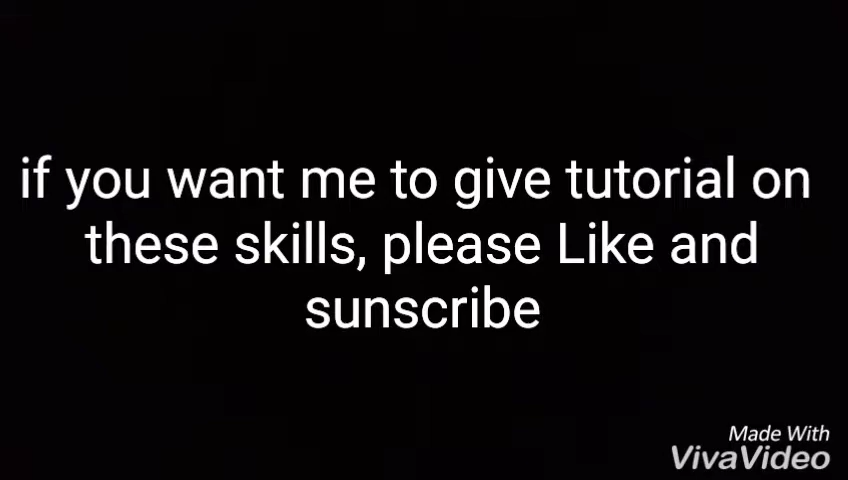 if you want me to give tutorial on
these skills, please Like and
sunscribe
Made With
VivaVideo